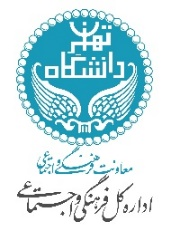 دانشگاه تهران
معاونت فرهنگی و اجتماعی
اداره کل فرهنگی و اجتماعی